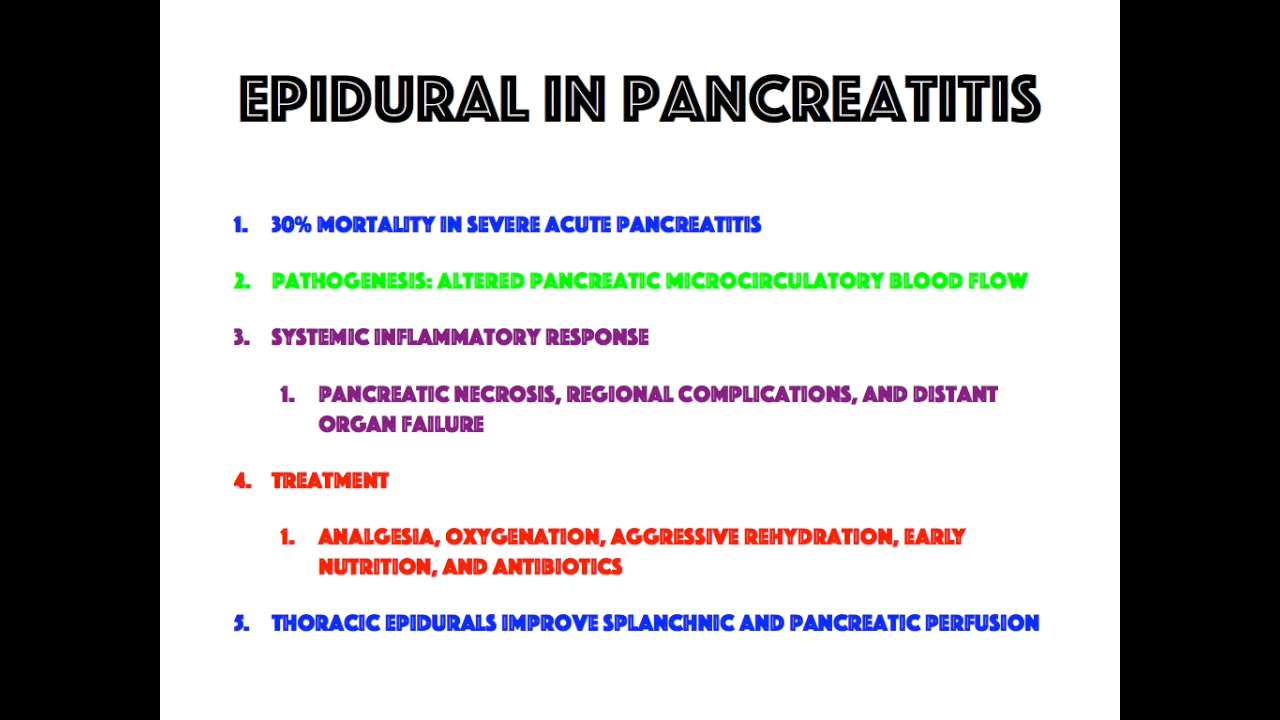 EPIDURAL IN PANCREATITIS
1. 30% MORTALITY IN SEVERE ACUTE PANCREATITIS
2. PATHOGENESIS: ALTERED PANCREATIC MICROCIRCULATORY BLOOD FLOW
3. SYSTEMIC INFLAMMATORY RESPONSE
1. PANCREATIC NECROSIS, REGIONAL COMPLICATIONS, AND DISTANT
ORGAN FAILURE
4. TREATMENT
1. ANALGESIA, OXYGENATION, AGGRESSIVE REHYDRATION, EARLY
NUTRITION, AND ANTIBIOTICS
5. THORACIC EPIDURALS IMPROVE SPLANCHNIC AND PANCREATIC PERFUSION